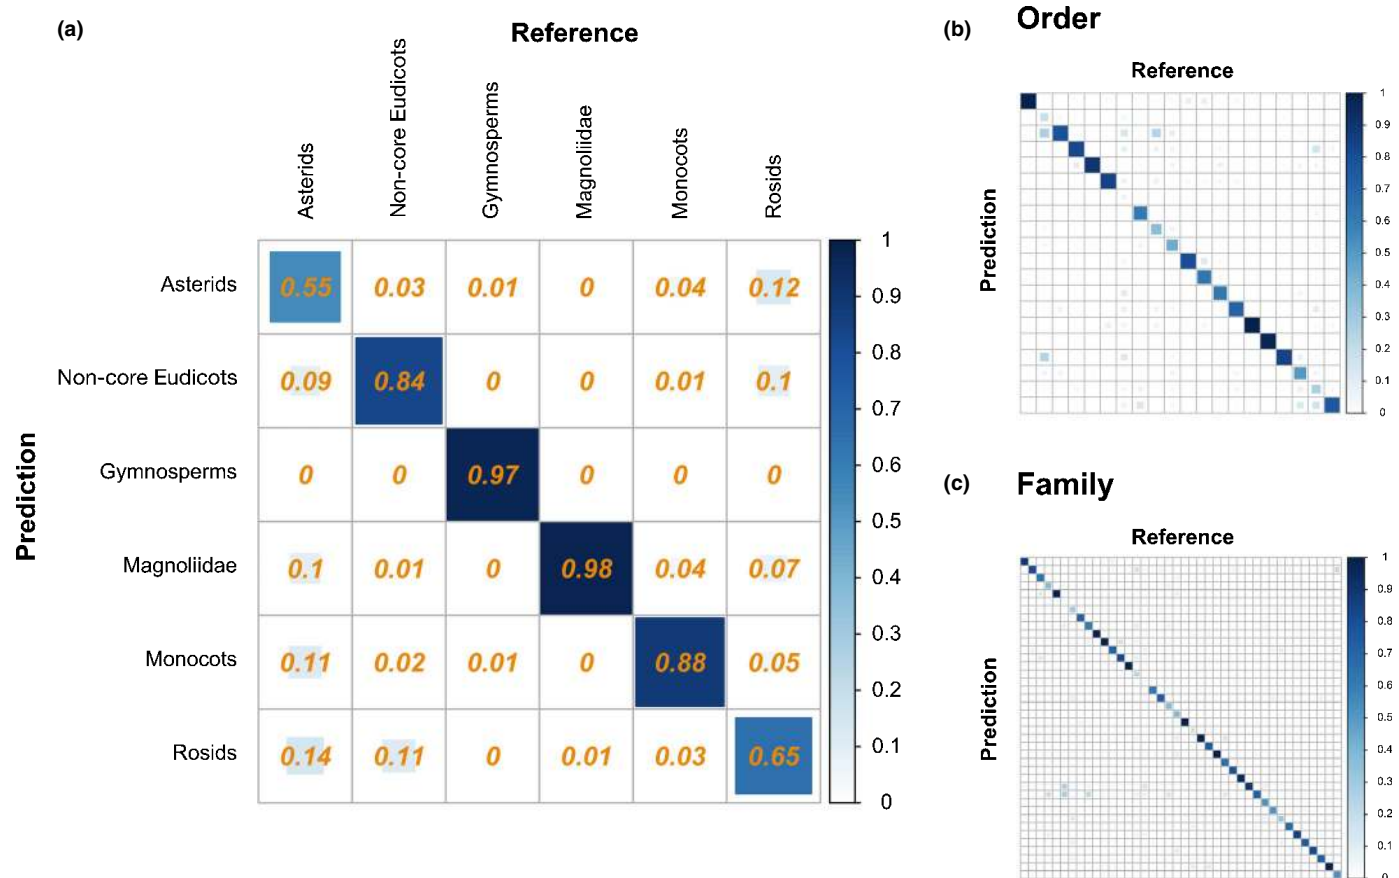 (a)
Reference
Asterids
Non-core Eudicots
Gymnosperms
Magnoliidae
Monocots
Rosids
Prediction
Asterids 0.55 0.03 0.01 0 0.04 0.12
Non-core Eudicots 0.09 0.84 0 0 0.01 0.1
Gymnosperms 0 0 0.97 0 0 0
Magnoliidae 0.1 0.01 0 0.98 0.04 0.07
Monocots 0.11 0.02 0.01 0 0.88 0.05
Rosids 0.14 0.11 0 0.01 0.03 0.65
1
0.9
0.8
0.7
0.6
0.5
0.4
0.3
0.2
0.1
0
(b)
Order
Reference
Prediction
1
0.9
0.8
0.7
0.6
0.5
0.4
0.3
0.2
0.1
0
(c)
Family
Reference
Prediction
1
0.9
0.8
0.7
0.6
0.5
0.4
0.3
0.2
0.1